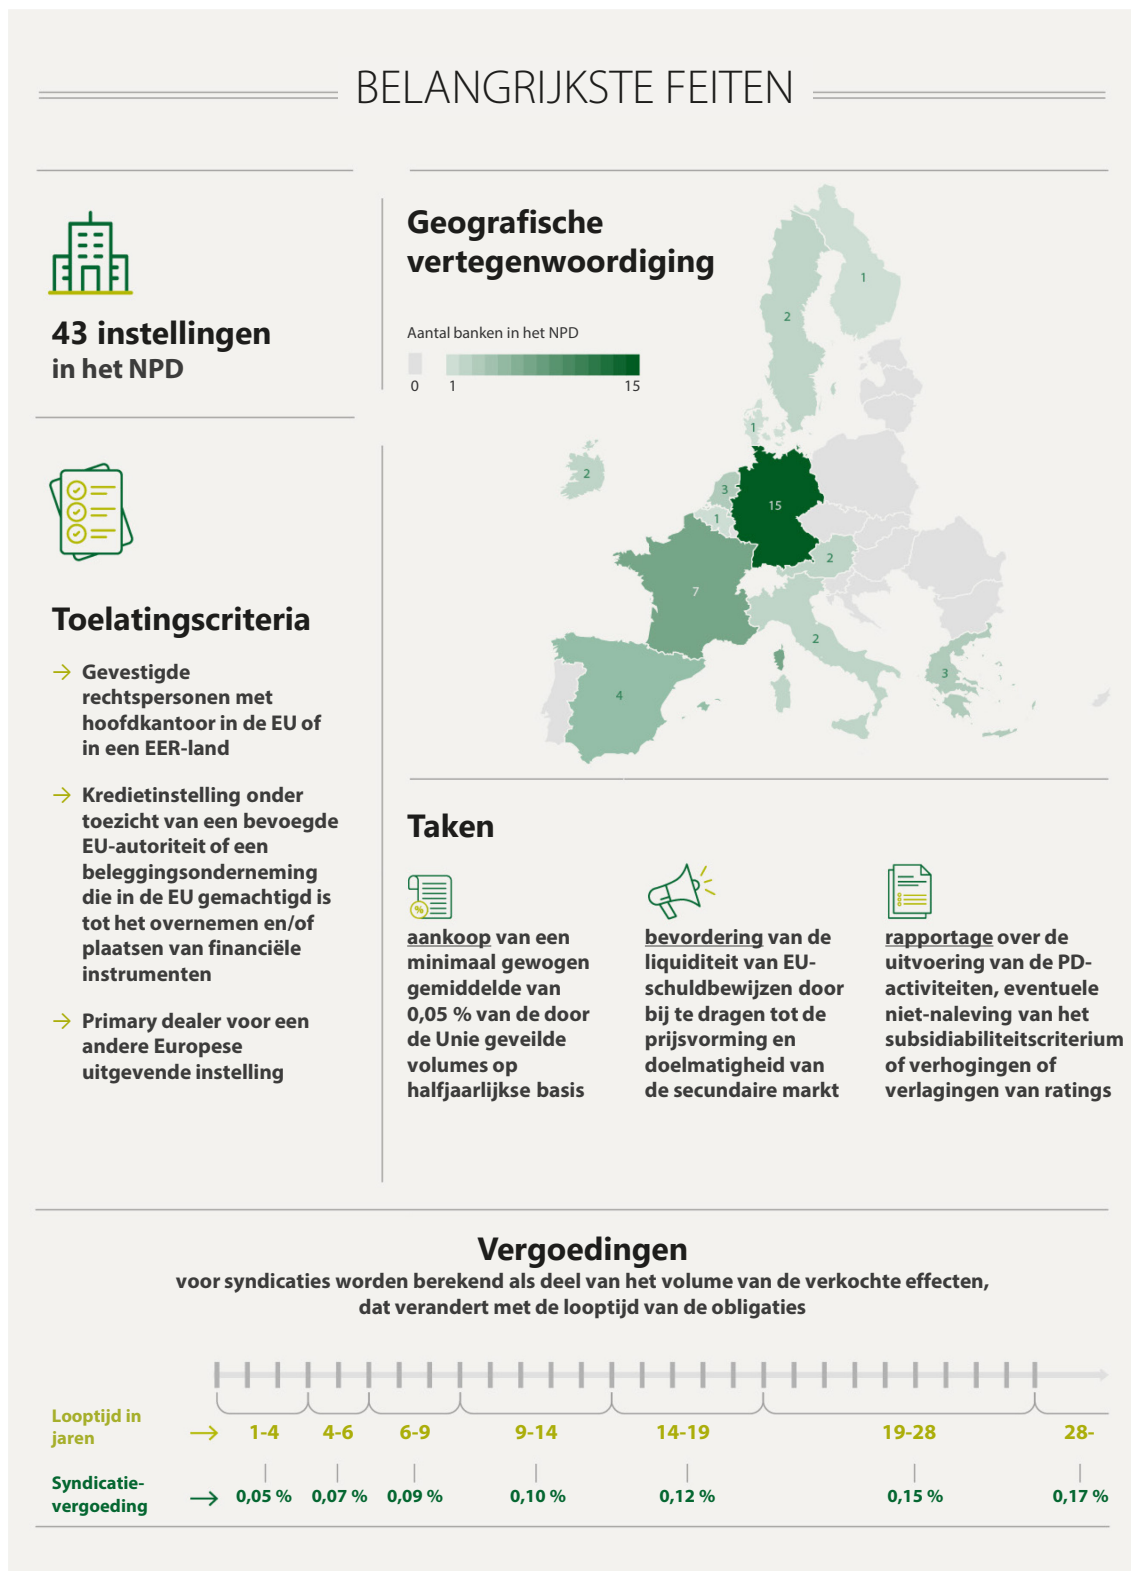 BELANGRIJKSTE FEITEN
43 instellingen
in het NPD
Toelatingscriteria
→ Gevestigde
rechtspersonen met
hoofdkantoor in de EU of
in een EER-land
→ Kredietinstelling onder
toezicht van een bevoegde
EU-autoriteit of een
beleggingsonderneming
die in de EU gemachtigd is
tot het overnemen en/of
plaatsen van financiële
instrumenten
→ Primary dealer voor een
andere Europese
uitgevende instelling
Geografische
vertegenwoordiging
Aantal banken in het NPD
0 1 15
1
2
1
2
3
15
1
2
7
2
3
4
Taken
%
aankoop van een
minimaal gewogen
gemiddelde van
0,05 % van de door
de Unie geveilde
volumes op
halfjaarlijkse basis
bevordering van de
liquiditeit van EU-
schuldbewijzen door
bij te dragen tot de
prijsvorming en
doelmatigheid van
de secundaire markt
rapportage over de
uitvoering van de PD-
activiteiten, eventuele
niet-naleving van het
subsidiabiliteitscriterium
of verhogingen of
verlagingen van ratings
Vergoedingen
voor syndicaties worden berekend als deel van het volume van de verkochte effecten,
dat verandert met de looptijd van de obligaties
Looptijd in
jaren → 1-4 4-6 6-9 9-14 14-19 19-28 28-
Syndicatie-
vergoeding → 0,05 % 0,07 % 0,09 % 0,10 % 0,12 % 0,15 % 0,17 %